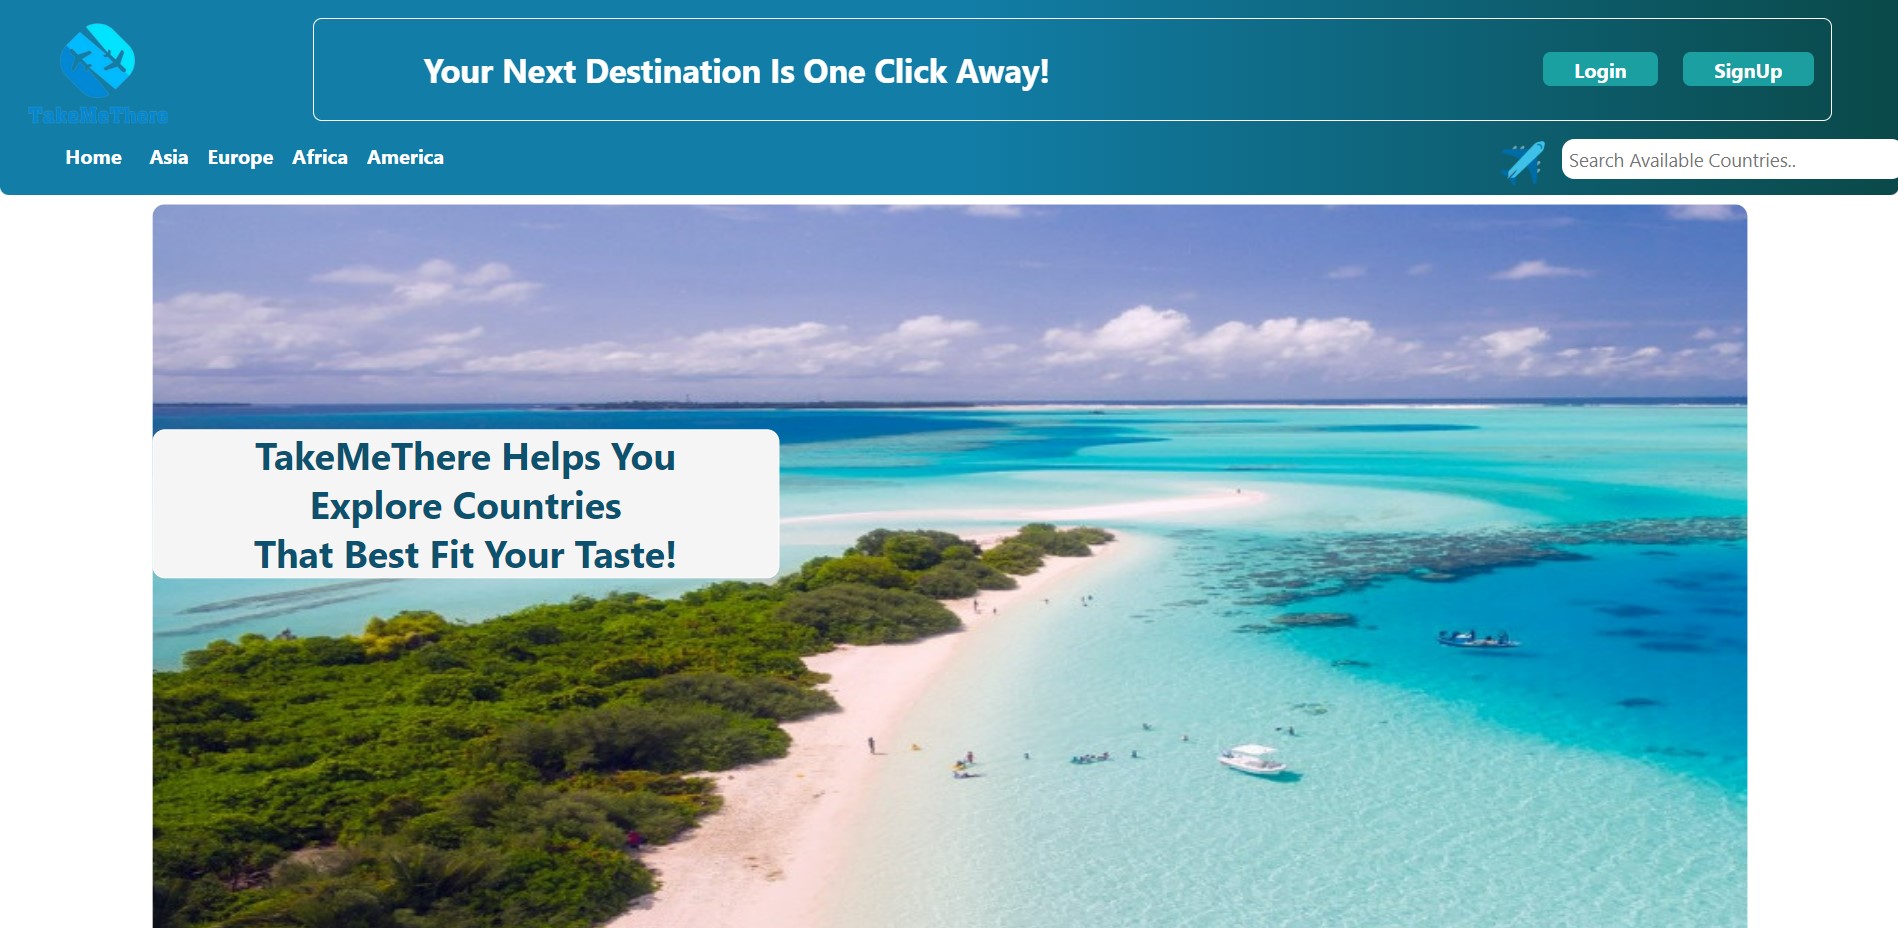 TakeMeThere
Your Next Destination Is One Click Away!
Login
SignUp
Home Asia Europe Africa America
Search Available Countries..
TakeMeThere Helps You
Explore Countries
That Best Fit Your Taste!